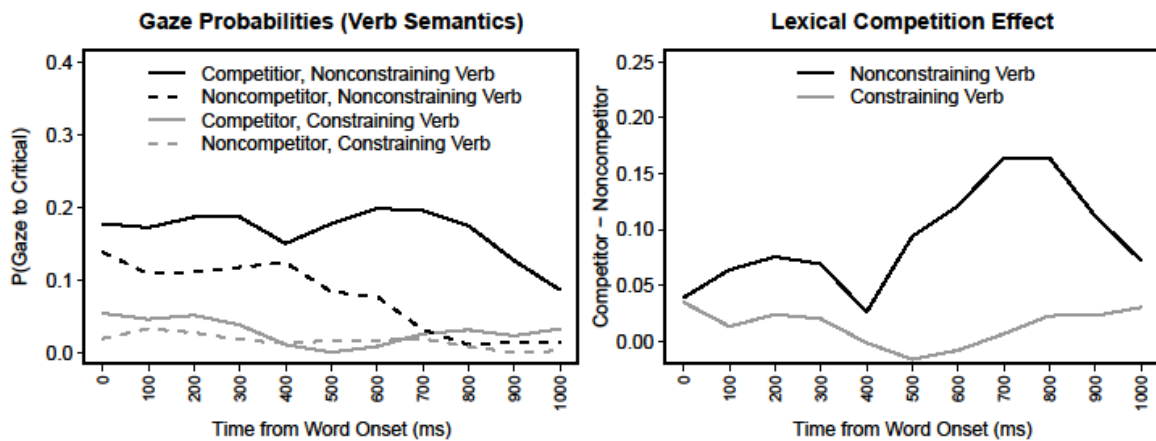 Gaze Probabilities (Verb Semantics)
P(Gaze to Critical)
0.4
0.3
0.2
0.1
0.0
Competitior, Nonconstraining Verb
Noncompetitor, Nonconstraining Verb
Competitor, Constraining Verb
Noncompetitor, Constraining Verb
0 100 200 300 400 500 600 700 800 900 1000
Time from Word Onset (ms)
Lexical Competition Effect
Competitor − Noncompetitor
0.25
0.20
0.15
0.10
0.05
0.00
Nonconstraining Verb
Constraining Verb
0 100 200 300 400 500 600 700 800 900 1000
Time from Word Onset (ms)